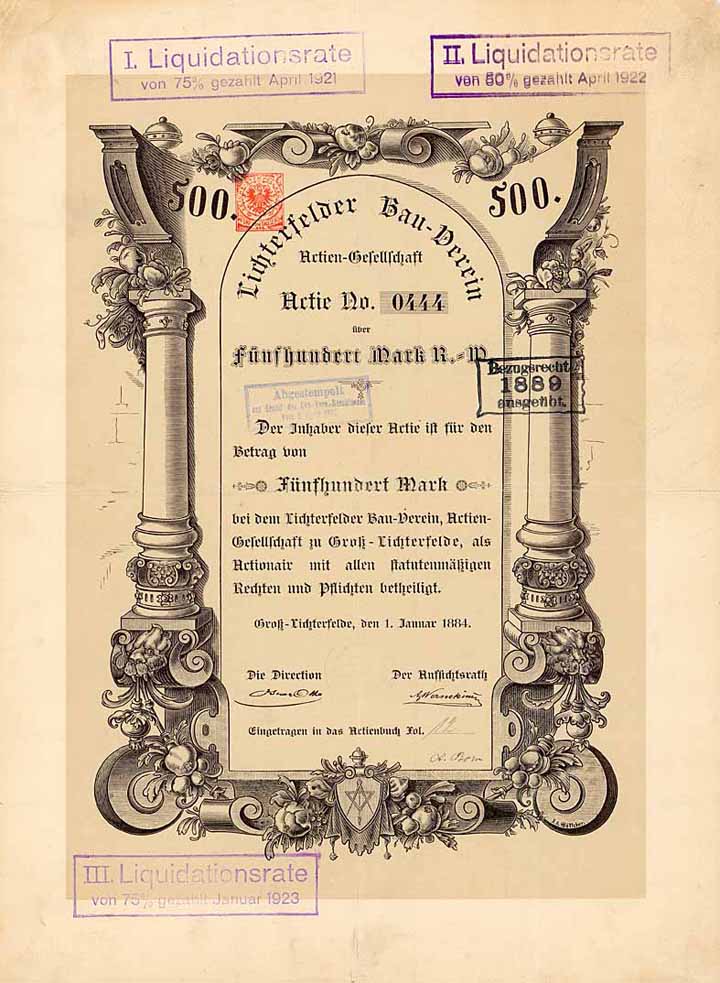 I. Liquidationsrate
von 75% gezahlt April 1921
II. Liquidationsrate
von 80% gezahlt April 1922
500.
500.
Lichterfelder Bau-Verein
Actien-Gesellschaft
Actie No. 0444
über
Fünfhundert Mark R.-W.
Bezugsrecht
1889
ausgeübt.
Abgestempelt
Der Inhaber dieser Actie ist für den
Betrag von
Fünfhundert Mark
bei dem Lichterfelder Bau-Verein, Actien-
Gesellschaft zu Groß-Lichterfelde, als
Actionair mit allen statutenmäßigen
Rechten und Pflichten betheiligt.
Groß-Lichterfelde, den 1. Januar 1884.
Die Direction
Der Aufsichtsrath
Eingetragen in das Actienbuch Fol.
III. Liquidationsrate
von 75% gezahlt Januar 1923